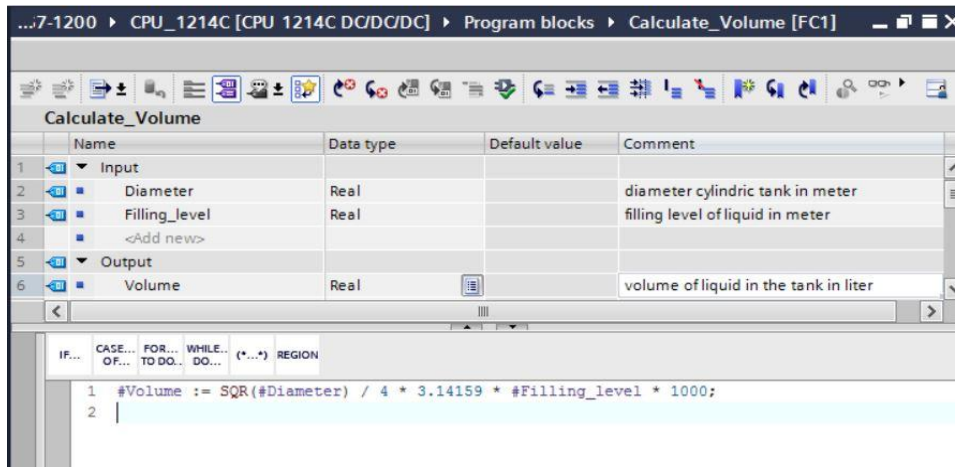 ...7-1200 ▸ CPU_1214C [CPU 1214C DC/DC/DC] ▸ Program blocks ▸ Calculate_Volume [FC1]
Calculate_Volume
Name Data type Default value Comment
1 Input
2 Diameter Real diameter cylindric tank in meter
3 Filling_level Real filling level of liquid in meter
4 <Add new>
5 Output
6 Volume Real volume of liquid in the tank in liter
IF... CASE... OF... FOR... TO DO.. WHILE.. DO... (*...*) REGION
1 #Volume := SQR(#Diameter) / 4 * 3.14159 * #Filling_level * 1000;
2